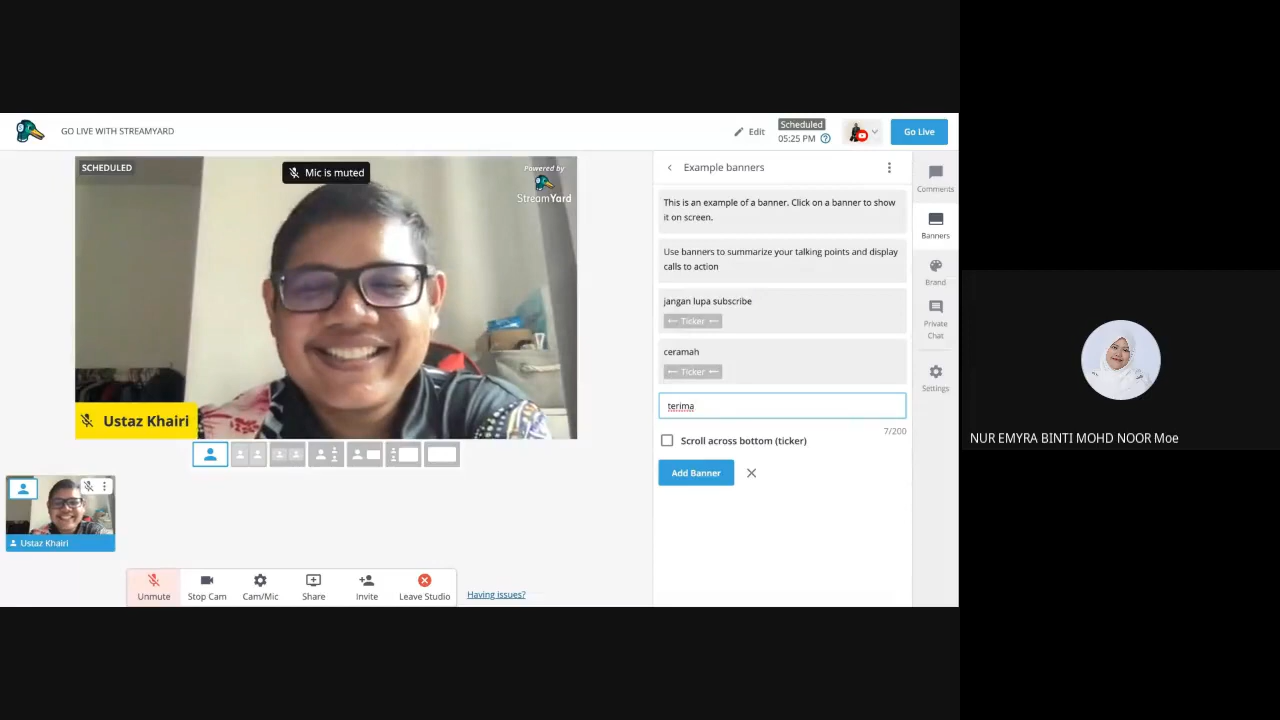 GO LIVE WITH STREAMYARD
Edit
Scheduled
05:25 PM
Go Live
SCHEDULED
Mic is muted
Powered by
StreamYard
Ustaz Khairi
Ustaz Khairi
Unmute
Stop Cam
Cam/Mic
Share
Invite
Leave Studio
Having issues?
Example banners
This is an example of a banner. Click on a banner to show
it on screen.
Use banners to summarize your talking points and display
calls to action
jangan lupa subscribe
Ticker
ceramah
Ticker
terima
7/200
Scroll across bottom (ticker)
Add Banner
Comments
Banners
Brand
Private
Chat
Settings
NUR EMYRA BINTI MOHD NOOR Moe